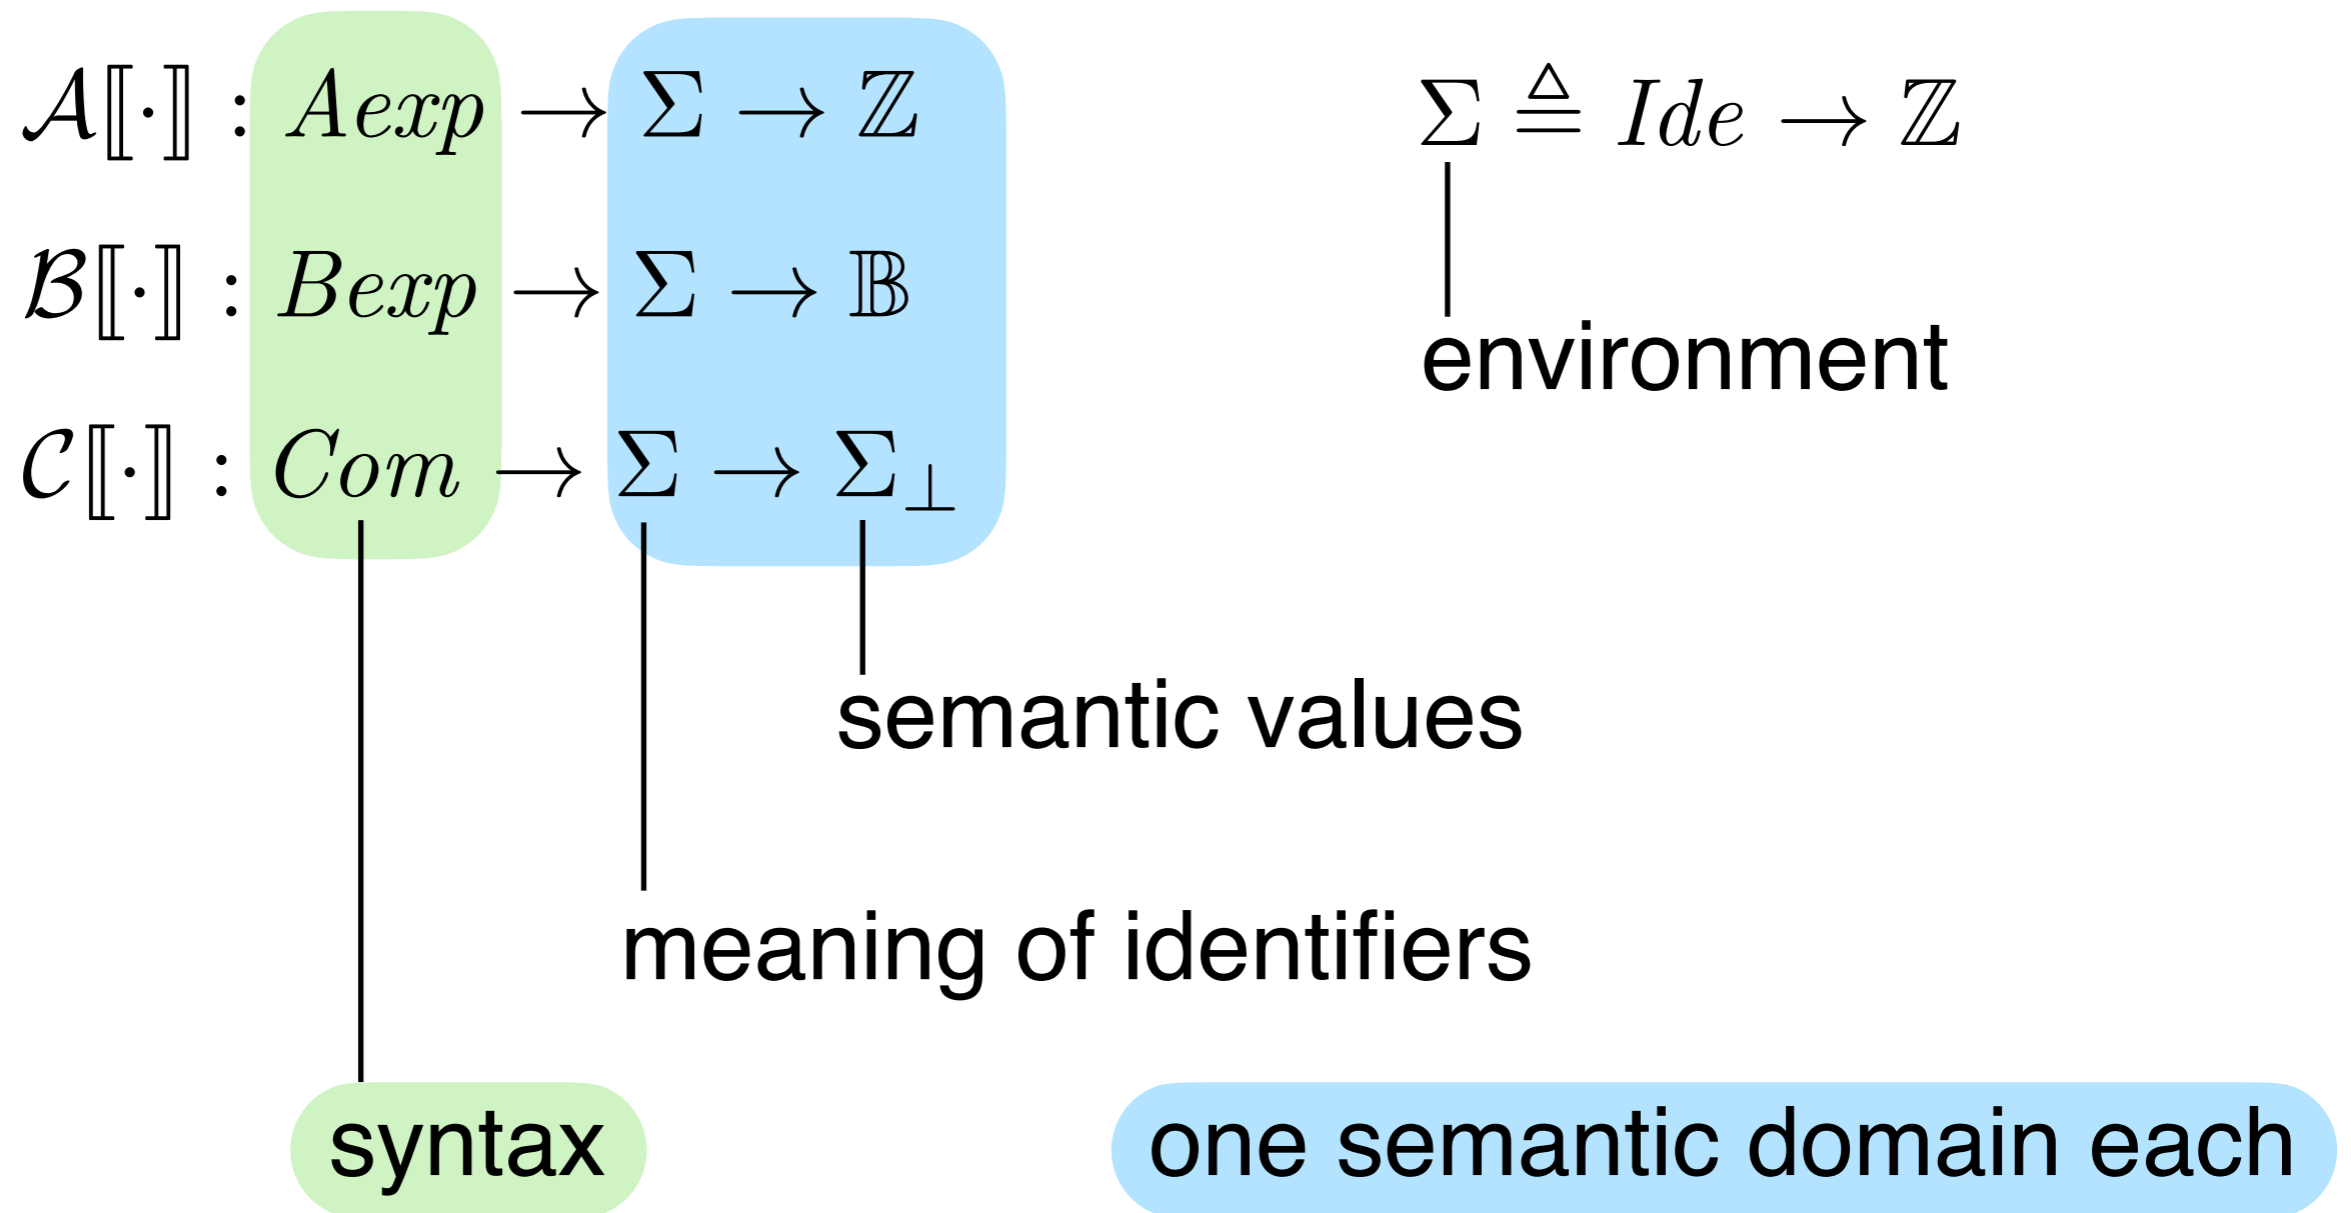 𝒜⟦·⟧ : Aexp → Σ → ℤ
Σ ≜ Ide → ℤ
ℬ⟦·⟧ : Bexp → Σ → 𝔹
environment
𝒞⟦·⟧ : Com → Σ → Σ⊥
semantic values
meaning of identifiers
syntax
one semantic domain each